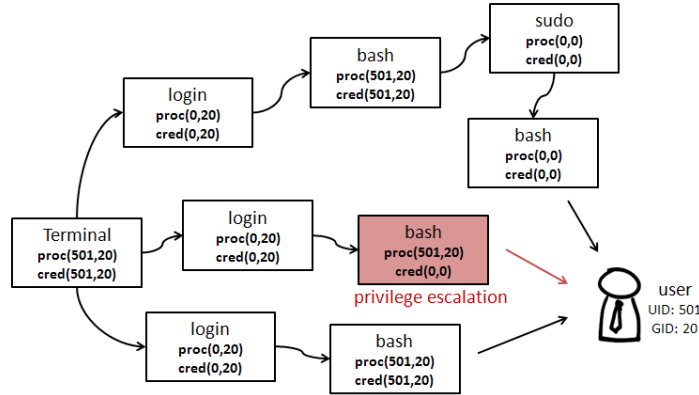 sudo
proc(0,0)
cred(0,0)
bash
proc(501,20)
cred(501,20)
login
proc(0,20)
cred(0,20)
bash
proc(0,0)
cred(0,0)
Terminal
proc(501,20)
cred(501,20)
login
proc(0,20)
cred(0,20)
bash
proc(501,20)
cred(0,0)
privilege escalation
user
UID: 501
GID: 20
login
proc(0,20)
cred(0,20)
bash
proc(501,20)
cred(501,20)